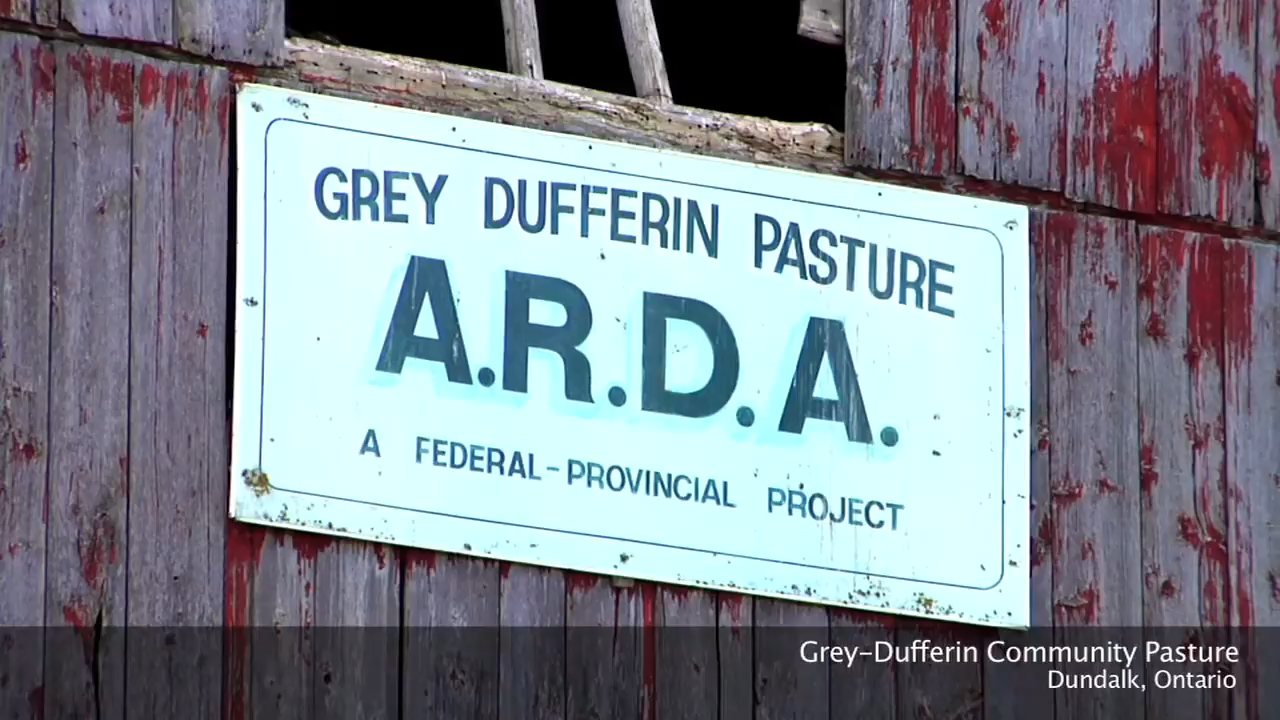 GREY DUFFERIN PASTURE
A.R.D.A.
A FEDERAL-PROVINCIAL PROJECT
Grey-Dufferin Community Pasture
Dundalk, Ontario